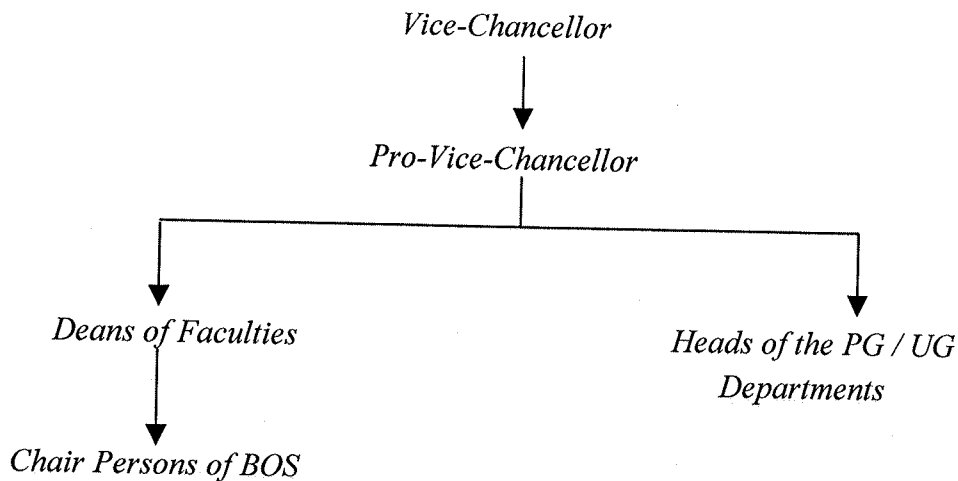 Vice-Chancellor
Pro-Vice-Chancellor
Deans of Faculties
Heads of the PG / UG
Departments
Chair Persons of BOS